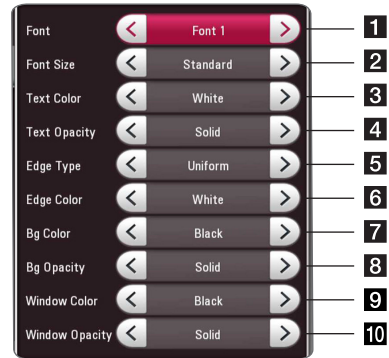 Font < Font 1 > 1
Font Size < Standard > 2
Text Color < White > 3
Text Opacity < Solid > 4
Edge Type < Uniform > 5
Edge Color < White > 6
Bg Color < Black > 7
Bg Opacity < Solid > 8
Window Color < Black > 9
Window Opacity < Solid > 10